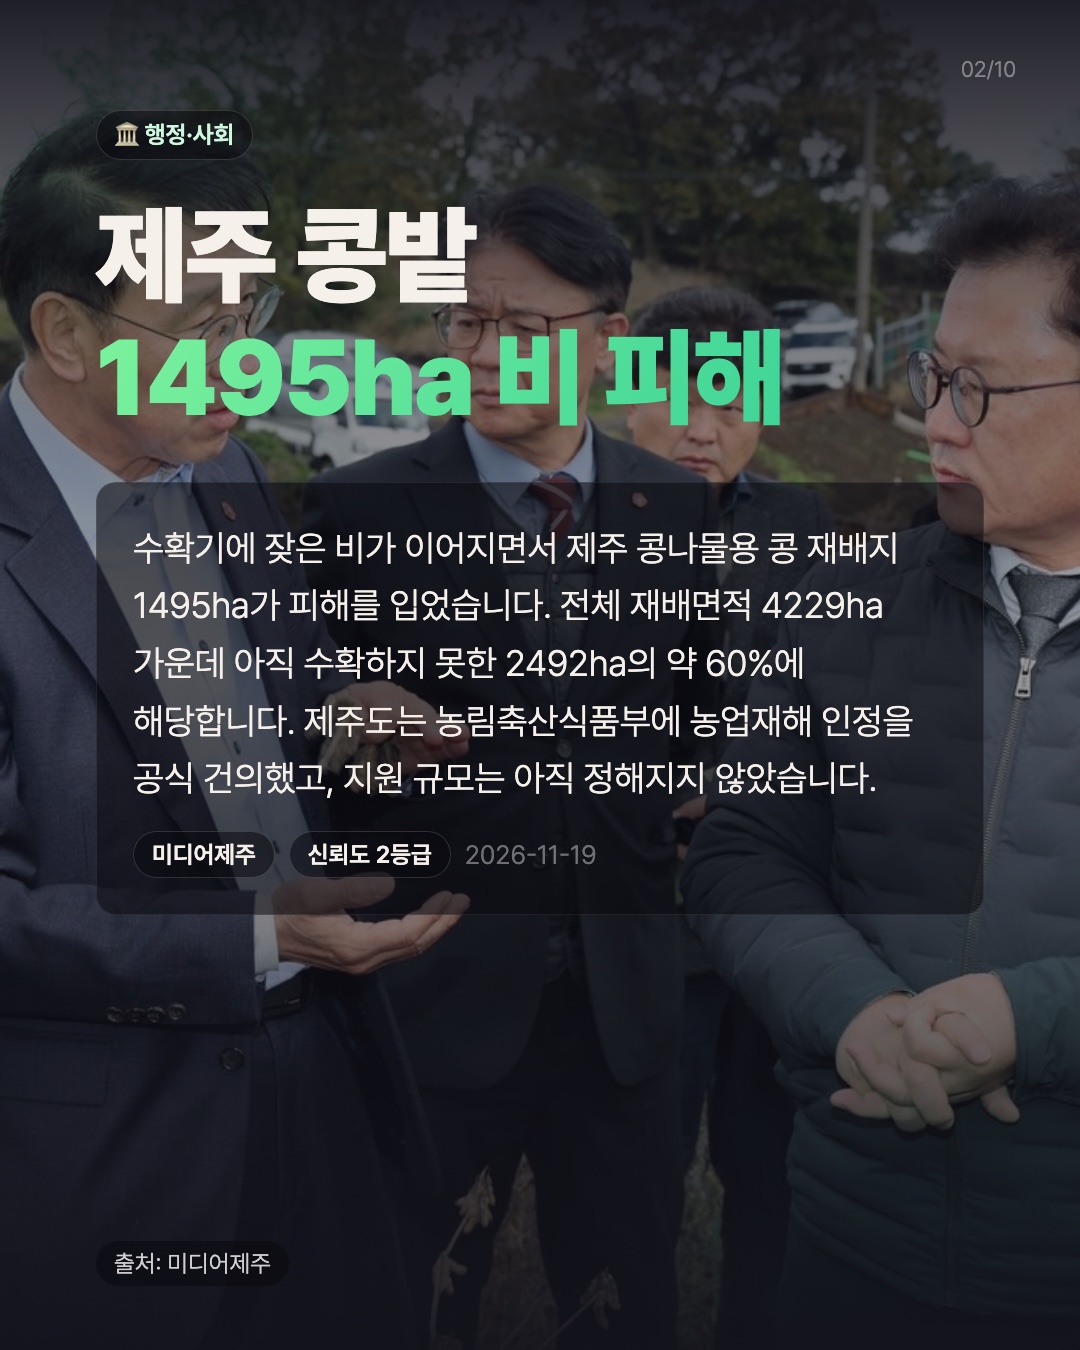 02/10
🏛️ 행정·사회
제주 콩밭
1495ha 비 피해
수확기에 잦은 비가 이어지면서 제주 콩나물용 콩 재배지
1495ha가 피해를 입었습니다. 전체 재배면적 4229ha
가운데 아직 수확하지 못한 2492ha의 약 60%에
해당합니다. 제주도는 농림축산식품부에 농업재해 인정을
공식 건의했고, 지원 규모는 아직 정해지지 않았습니다.
미디어제주 신뢰도 2등급 2026-11-19
출처: 미디어제주